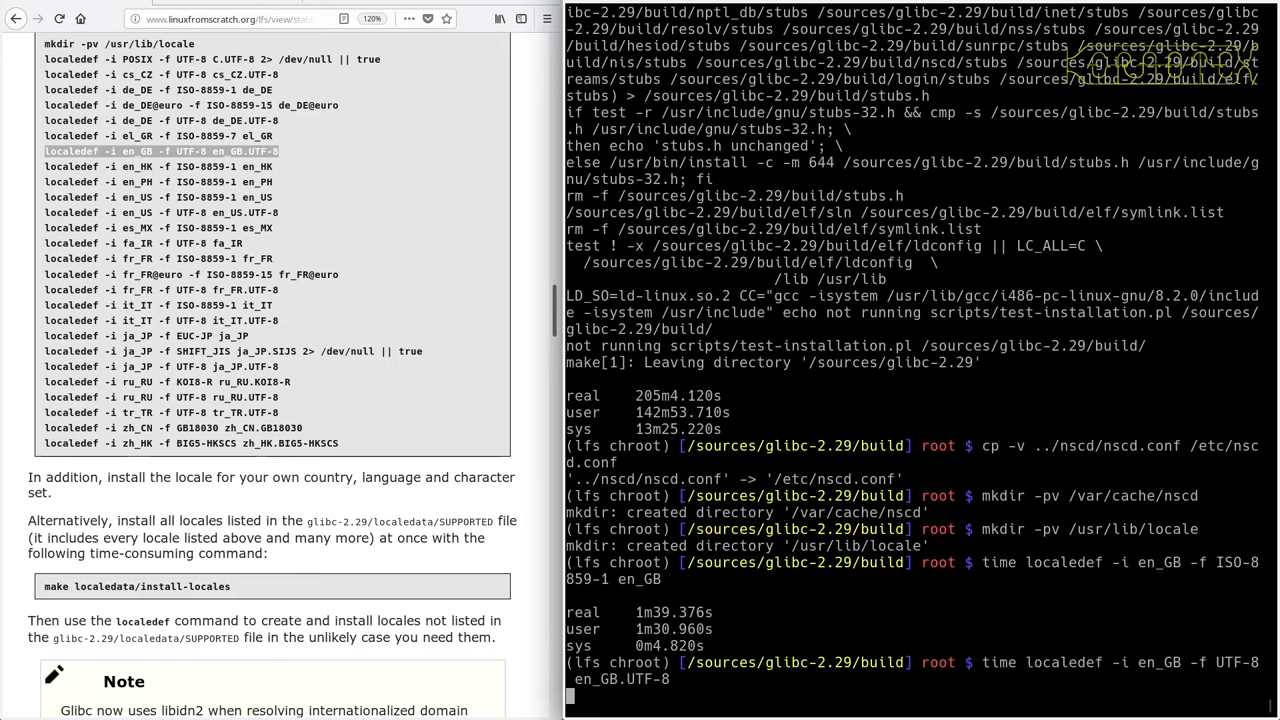 www.linuxfromscratch.org/lfs/view/stab
120%
mkdir -pv /usr/lib/locale
localedef -i POSIX -f UTF-8 C.UTF-8 2> /dev/null || true
localedef -i cs_CZ -f UTF-8 cs_CZ.UTF-8
localedef -i de_DE -f ISO-8859-1 de_DE
localedef -i de_DE@euro -f ISO-8859-15 de_DE@euro
localedef -i de_DE -f UTF-8 de_DE.UTF-8
localedef -i el_GR -f ISO-8859-7 el_GR
localedef -i en_GB -f UTF-8 en_GB.UTF-8
localedef -i en_HK -f ISO-8859-1 en_HK
localedef -i en_PH -f ISO-8859-1 en_PH
localedef -i en_US -f ISO-8859-1 en_US
localedef -i en_US -f UTF-8 en_US.UTF-8
localedef -i es_MX -f ISO-8859-1 es_MX
localedef -i fa_IR -f UTF-8 fa_IR
localedef -i fr_FR -f ISO-8859-1 fr_FR
localedef -i fr_FR@euro -f ISO-8859-15 fr_FR@euro
localedef -i fr_FR -f UTF-8 fr_FR.UTF-8
localedef -i it_IT -f ISO-8859-1 it_IT
localedef -i it_IT -f UTF-8 it_IT.UTF-8
localedef -i ja_JP -f EUC-JP ja_JP
localedef -i ja_JP -f SHIFT_JIS ja_JP.SIJS 2> /dev/null || true
localedef -i ja_JP -f UTF-8 ja_JP.UTF-8
localedef -i ru_RU -f KOI8-R ru_RU.KOI8-R
localedef -i ru_RU -f UTF-8 ru_RU.UTF-8
localedef -i tr_TR -f UTF-8 tr_TR.UTF-8
localedef -i zh_CN -f GB18030 zh_CN.GB18030
localedef -i zh_HK -f BIG5-HKSCS zh_HK.BIG5-HKSCS
In addition, install the locale for your own country, language and character
set.
Alternatively, install all locales listed in the glibc-2.29/localedata/SUPPORTED file
(it includes every locale listed above and many more) at once with the
following time-consuming command:
make localedata/install-locales
Then use the localedef command to create and install locales not listed in
the glibc-2.29/localedata/SUPPORTED file in the unlikely case you need them.
Note
Glibc now uses libidn2 when resolving internationalized domain
ibc-2.29/build/nptl_db/stubs /sources/glibc-2.29/build/inet/stubs /sources/glibc
-2.29/build/resolv/stubs /sources/glibc-2.29/build/nss/stubs /sources/glibc-2.29
/build/hesiod/stubs /sources/glibc-2.29/build/sunrpc/stubs /sources/glibc-2.29/b
uild/nis/stubs /sources/glibc-2.29/build/nscd/stubs /sources/glibc-2.29/build/st
reams/stubs /sources/glibc-2.29/build/login/stubs /sources/glibc-2.29/build/elf/
stubs) > /sources/glibc-2.29/build/stubs.h
if test -r /usr/include/gnu/stubs-32.h && cmp -s /sources/glibc-2.29/build/stubs
.h /usr/include/gnu/stubs-32.h; \
then echo 'stubs.h unchanged'; \
else /usr/bin/install -c -m 644 /sources/glibc-2.29/build/stubs.h /usr/include/g
nu/stubs-32.h; fi
rm -f /sources/glibc-2.29/build/stubs.h
/sources/glibc-2.29/build/elf/sln /sources/glibc-2.29/build/elf/symlink.list
rm -f /sources/glibc-2.29/build/elf/symlink.list
test ! -x /sources/glibc-2.29/build/elf/ldconfig || LC_ALL=C \
/sources/glibc-2.29/build/elf/ldconfig \
/lib /usr/lib
LD_SO=ld-linux.so.2 CC="gcc -isystem /usr/lib/gcc/i486-pc-linux-gnu/8.2.0/includ
e -isystem /usr/include" echo not running scripts/test-installation.pl /sources/
glibc-2.29/build/
not running scripts/test-installation.pl /sources/glibc-2.29/build/
make[1]: Leaving directory '/sources/glibc-2.29'
real 205m4.120s
user 142m53.710s
sys 13m25.220s
(lfs chroot) [/sources/glibc-2.29/build] root $ cp -v ../nscd/nscd.conf /etc/nsc
d.conf
'../nscd/nscd.conf' -> '/etc/nscd.conf'
(lfs chroot) [/sources/glibc-2.29/build] root $ mkdir -pv /var/cache/nscd
mkdir: created directory '/var/cache/nscd'
(lfs chroot) [/sources/glibc-2.29/build] root $ mkdir -pv /usr/lib/locale
mkdir: created directory '/usr/lib/locale'
(lfs chroot) [/sources/glibc-2.29/build] root $ time localedef -i en_GB -f ISO-8
859-1 en_GB
real 1m39.376s
user 1m30.960s
sys 0m4.820s
(lfs chroot) [/sources/glibc-2.29/build] root $ time localedef -i en_GB -f UTF-8
en_GB.UTF-8